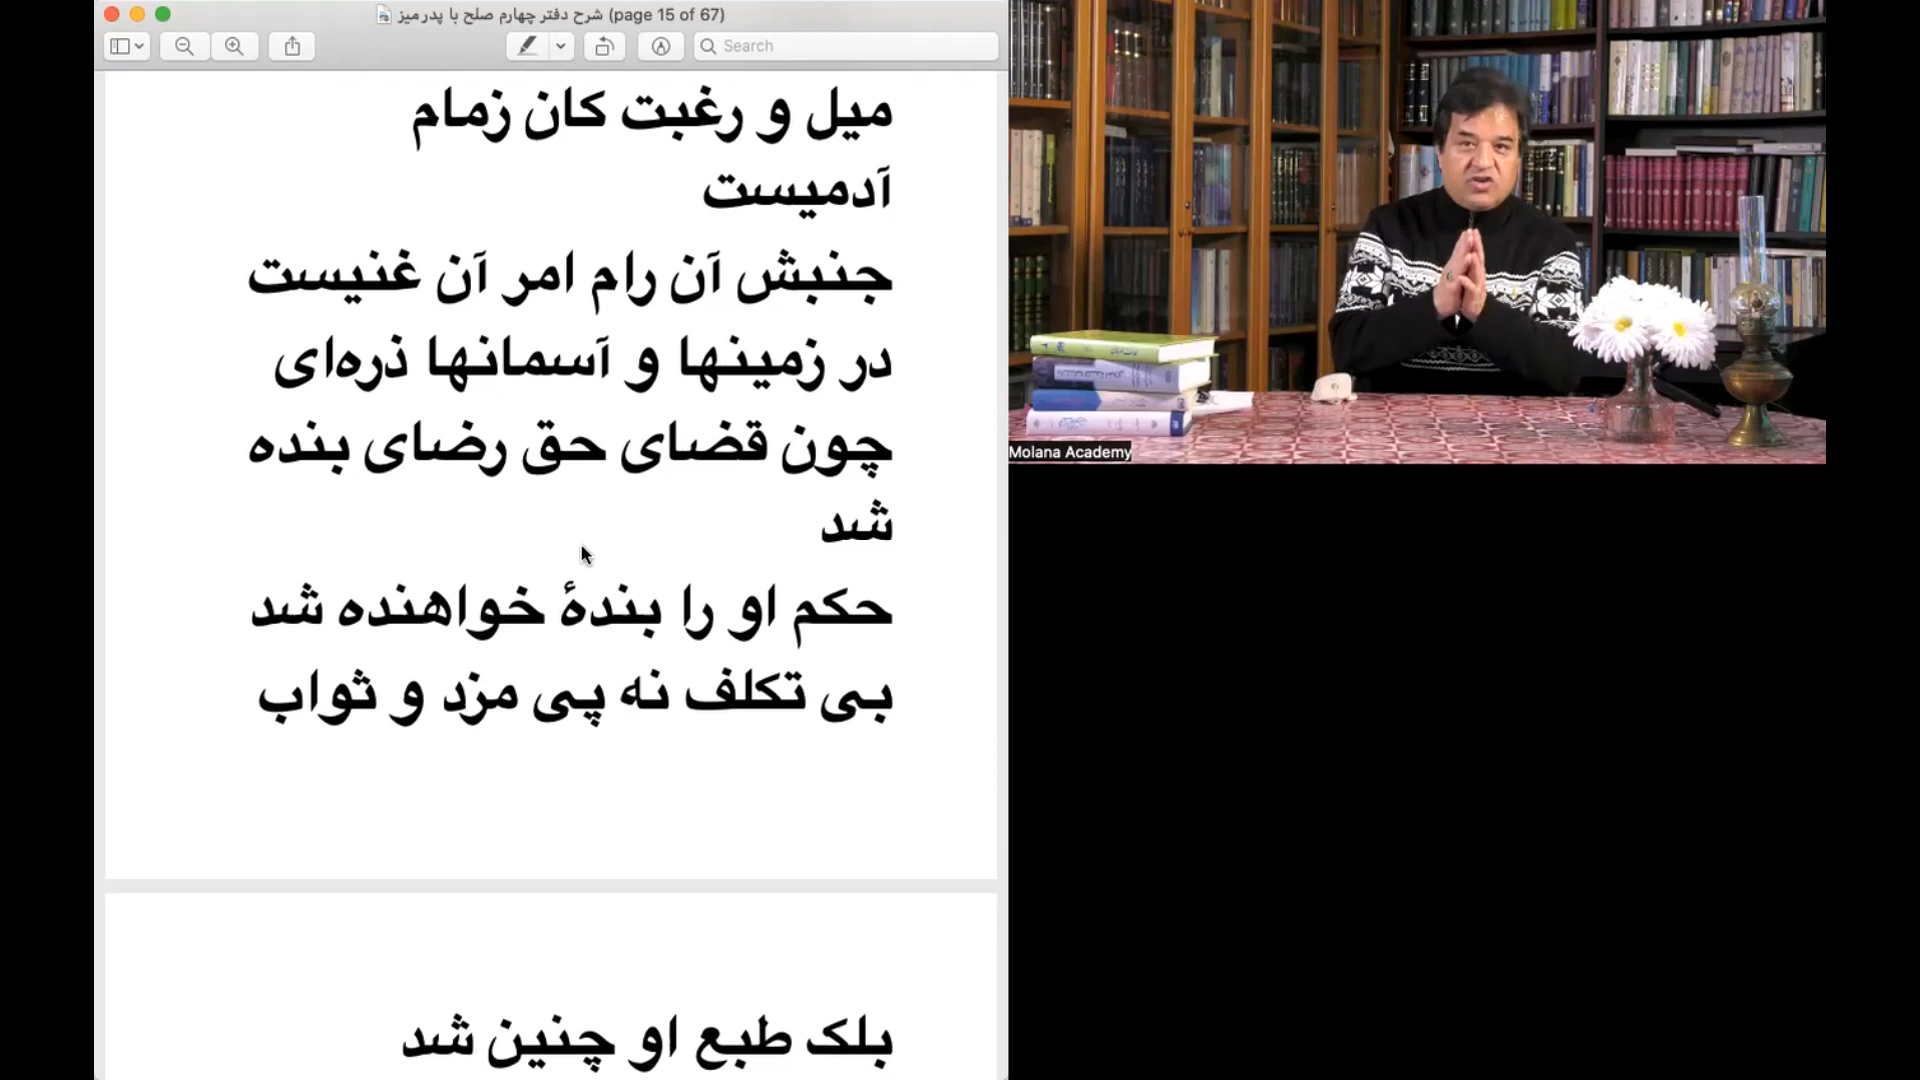 شرح دفتر چهارم صلح با پدر میز (page 15 of 67)
Search
میل و رغبت کان زمام
آدمیست
جنبش آن رام امر آن غنیست
در زمینها و آسمانها ذره‌ای
چون قضای حق رضای بنده
شد
حکم او را بندهٔ خواهنده شد
بی تکلف نه پی مزد و ثواب
بلک طبع او چنین شد
Molana Academy